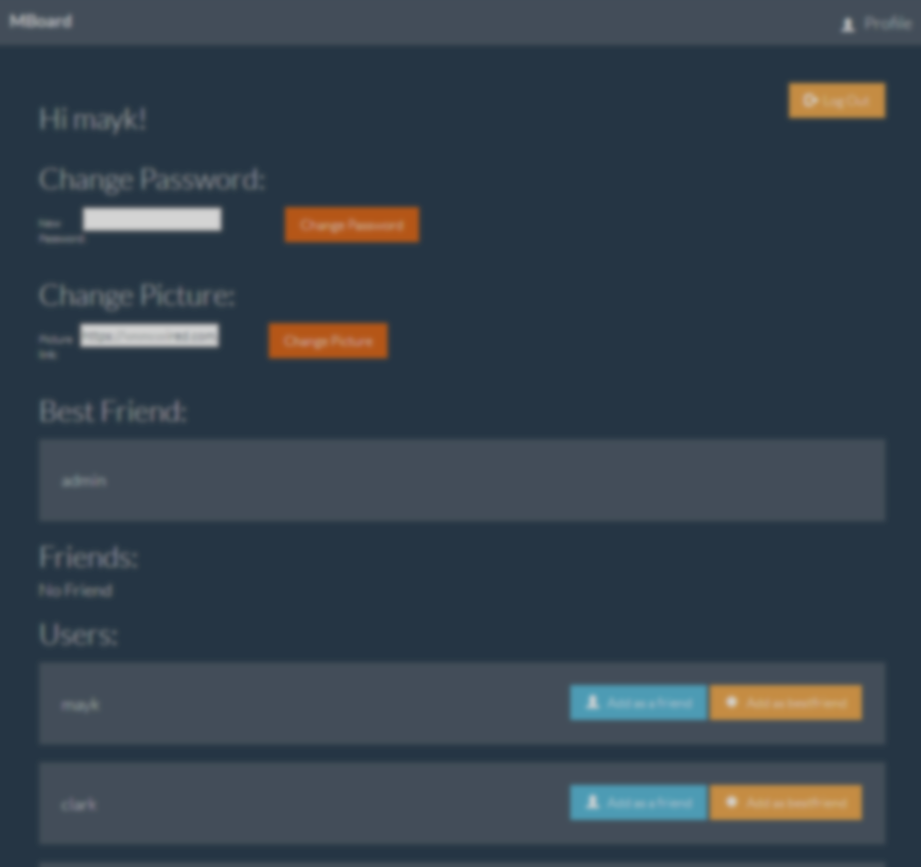 MBoard
Profile
Log Out
Hi mayk!
Change Password:
New
Password:
Change Password
Change Picture:
Picture
link:
Change Picture
Best Friend:
admin
Friends:
No Friend
Users:
mayk
Add as a friend
Add as bestfriend
clark
Add as a friend
Add as bestfriend